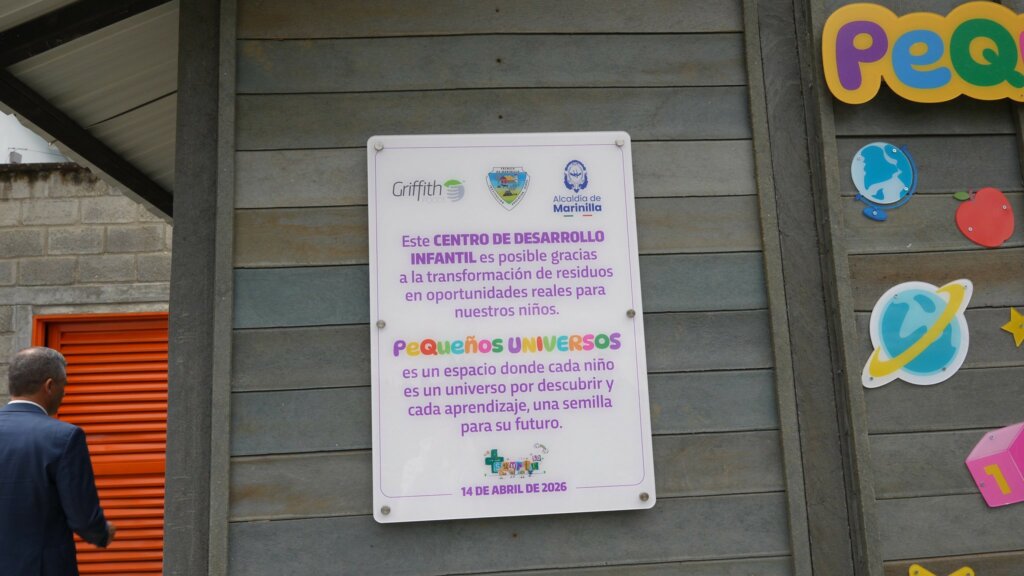 PeQu
Griffith
FOODS
Alcaldía de
Marinilla
Este CENTRO DE DESARROLLO
INFANTIL es posible gracias
a la transformación de residuos
en oportunidades reales para
nuestros niños.
PeQueños UNIVERSOS
es un espacio donde cada niño
es un universo por descubrir y
cada aprendizaje, una semilla
para su futuro.
14 DE ABRIL DE 2026
1